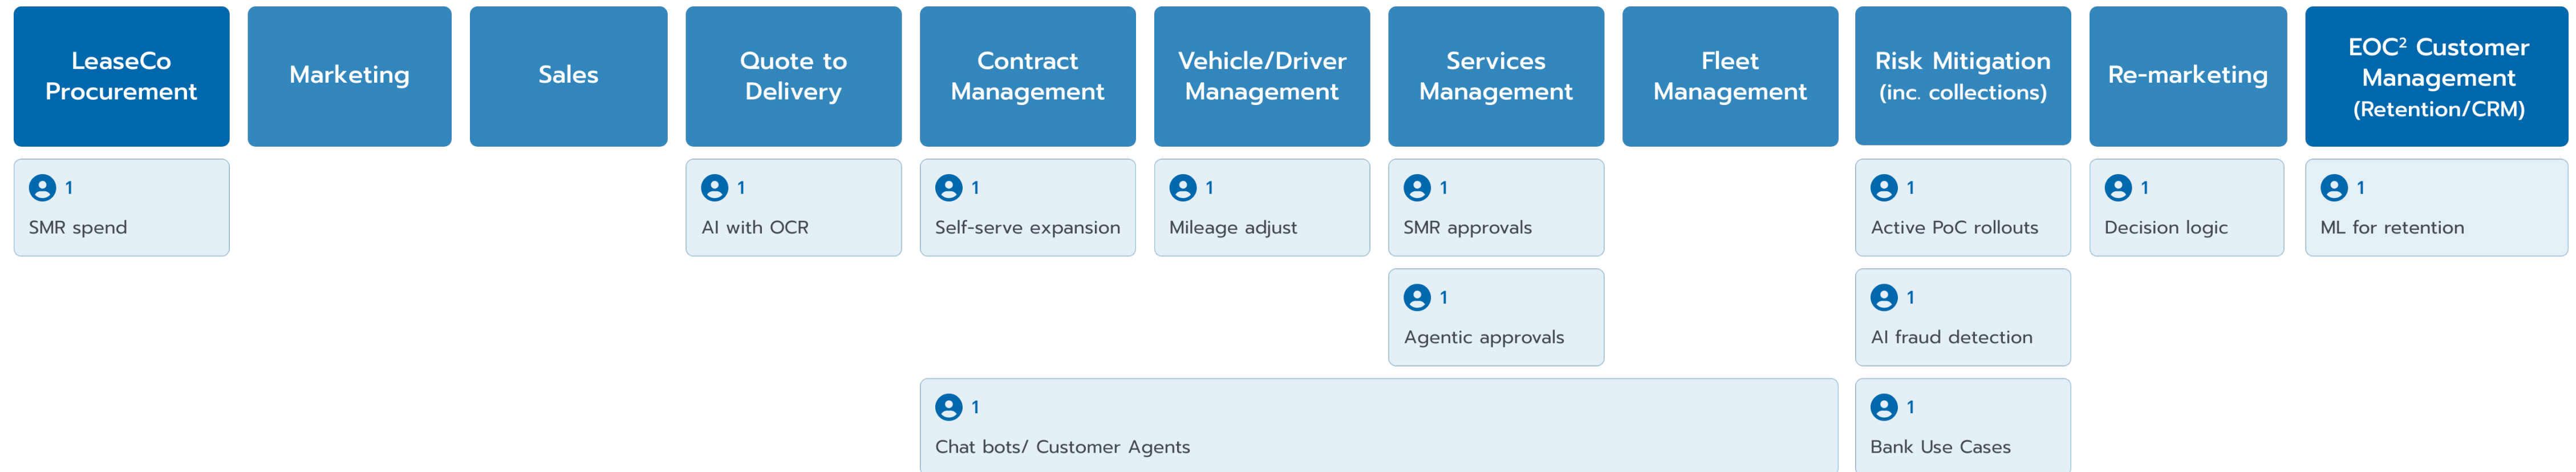 LeaseCo
Procurement
Marketing
Sales
Quote to
Delivery
Contract
Management
Vehicle/Driver
Management
Services
Management
Fleet
Management
Risk Mitigation
(inc. collections)
Re-marketing
EOC² Customer
Management
(Retention/CRM)
1
SMR spend
1
AI with OCR
1
Self-serve expansion
1
Mileage adjust
1
SMR approvals
1
Active PoC rollouts
1
Decision logic
1
ML for retention
1
Agentic approvals
1
AI fraud detection
1
Chat bots/ Customer Agents
1
Bank Use Cases